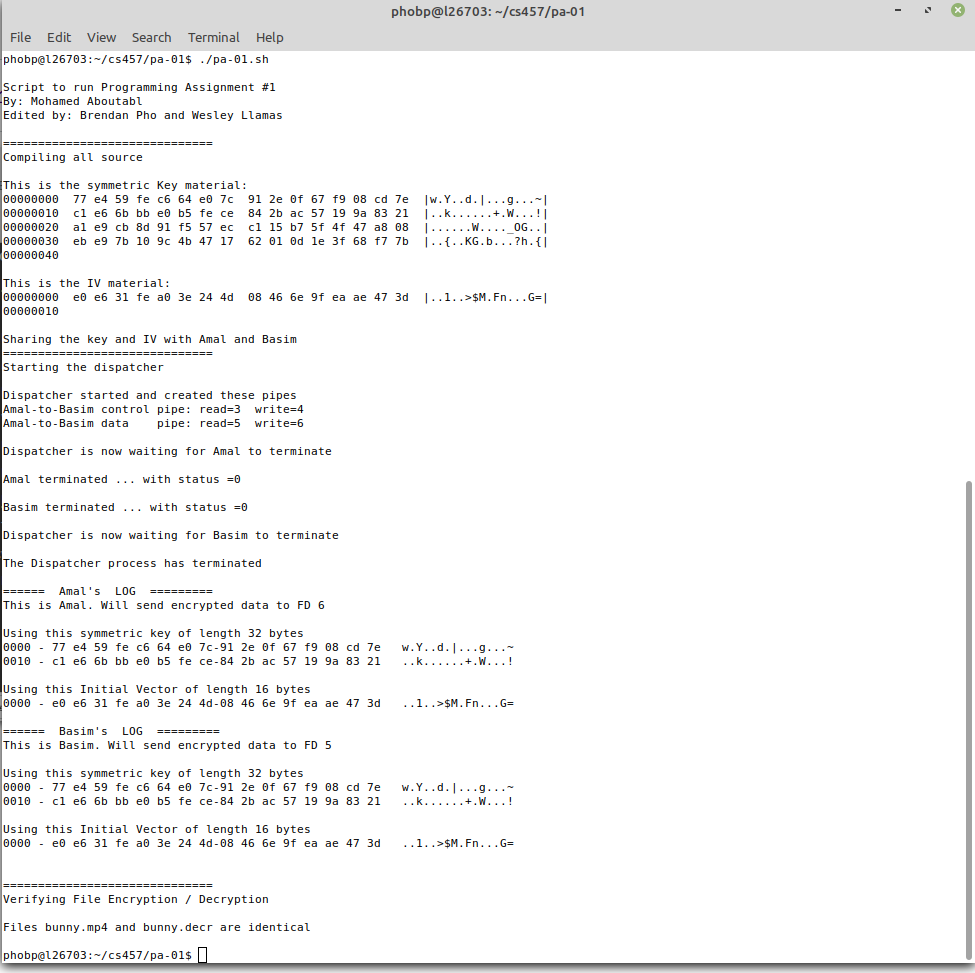 phobp@l26703: ~/cs457/pa-01
File Edit View Search Terminal Help
phobp@l26703:~/cs457/pa-01$ ./pa-01.sh
Script to run Programming Assignment #1
By: Mohamed Aboutabl
Edited by: Brendan Pho and Wesley Llamas
==============================
Compiling all source
This is the symmetric Key material:
00000000  77 e4 59 fe c6 64 e0 7c  91 2e 0f 67 f9 08 cd 7e  |w.Y..d.|...g...~|
00000010  c1 e6 6b bb e0 b5 fe ce  84 2b ac 57 19 9a 83 21  |..k......+.W...!|
00000020  a1 e9 cb 8d 91 f5 57 ec  c1 15 b7 5f 4f 47 a8 08  |......W...._OG..|
00000030  eb e9 7b 10 9c 4b 47 17  62 01 0d 1e 3f 68 f7 7b  |..{..KG.b...?h.{|
00000040
This is the IV material:
00000000  e0 e6 31 fe a0 3e 24 4d  08 46 6e 9f ea ae 47 3d  |..1..>$M.Fn...G=|
00000010
Sharing the key and IV with Amal and Basim
==============================
Starting the dispatcher
Dispatcher started and created these pipes
Amal-to-Basim control pipe: read=3  write=4
Amal-to-Basim data    pipe: read=5  write=6
Dispatcher is now waiting for Amal to terminate
Amal terminated ... with status =0
Basim terminated ... with status =0
Dispatcher is now waiting for Basim to terminate
The Dispatcher process has terminated
======  Amal's  LOG  =========
This is Amal. Will send encrypted data to FD 6
Using this symmetric key of length 32 bytes
0000 - 77 e4 59 fe c6 64 e0 7c-91 2e 0f 67 f9 08 cd 7e   w.Y..d.|...g...~
0010 - c1 e6 6b bb e0 b5 fe ce-84 2b ac 57 19 9a 83 21   ..k......+.W...!
Using this Initial Vector of length 16 bytes
0000 - e0 e6 31 fe a0 3e 24 4d-08 46 6e 9f ea ae 47 3d   ..1..>$M.Fn...G=
======  Basim's  LOG  =========
This is Basim. Will send encrypted data to FD 5
Using this symmetric key of length 32 bytes
0000 - 77 e4 59 fe c6 64 e0 7c-91 2e 0f 67 f9 08 cd 7e   w.Y..d.|...g...~
0010 - c1 e6 6b bb e0 b5 fe ce-84 2b ac 57 19 9a 83 21   ..k......+.W...!
Using this Initial Vector of length 16 bytes
0000 - e0 e6 31 fe a0 3e 24 4d-08 46 6e 9f ea ae 47 3d   ..1..>$M.Fn...G=
==============================
Verifying File Encryption / Decryption
Files bunny.mp4 and bunny.decr are identical
phobp@l26703:~/cs457/pa-01$